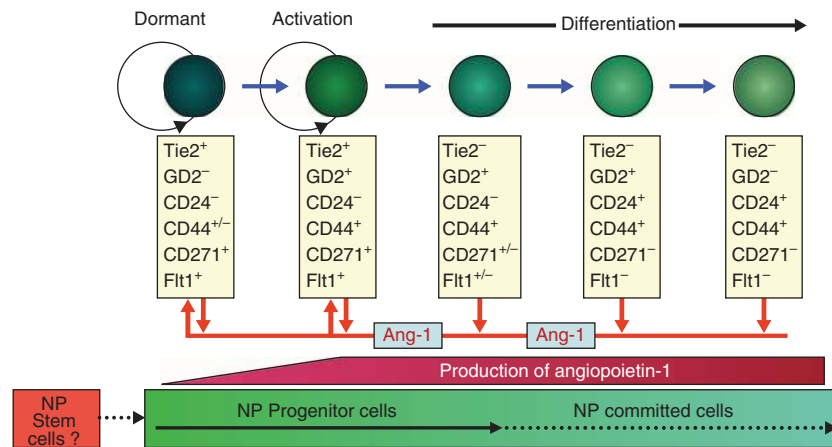 Dormant
Activation
Differentiation
Tie2⁺
GD2⁻
CD24⁻
CD44⁺/⁻
CD271⁺
Flt1⁺
Tie2⁺
GD2⁺
CD24⁻
CD44⁺
CD271⁺
Flt1⁺
Tie2⁻
GD2⁺
CD24⁻
CD44⁺
CD271⁺/⁻
Flt1⁺/⁻
Tie2⁻
GD2⁺
CD24⁺
CD44⁺
CD271⁻
Flt1⁻
Tie2⁻
GD2⁻
CD24⁺
CD44⁺
CD271⁻
Flt1⁻
Ang-1
Ang-1
Production of angiopoietin-1
NP
Stem
cells ?
NP Progenitor cells
NP committed cells